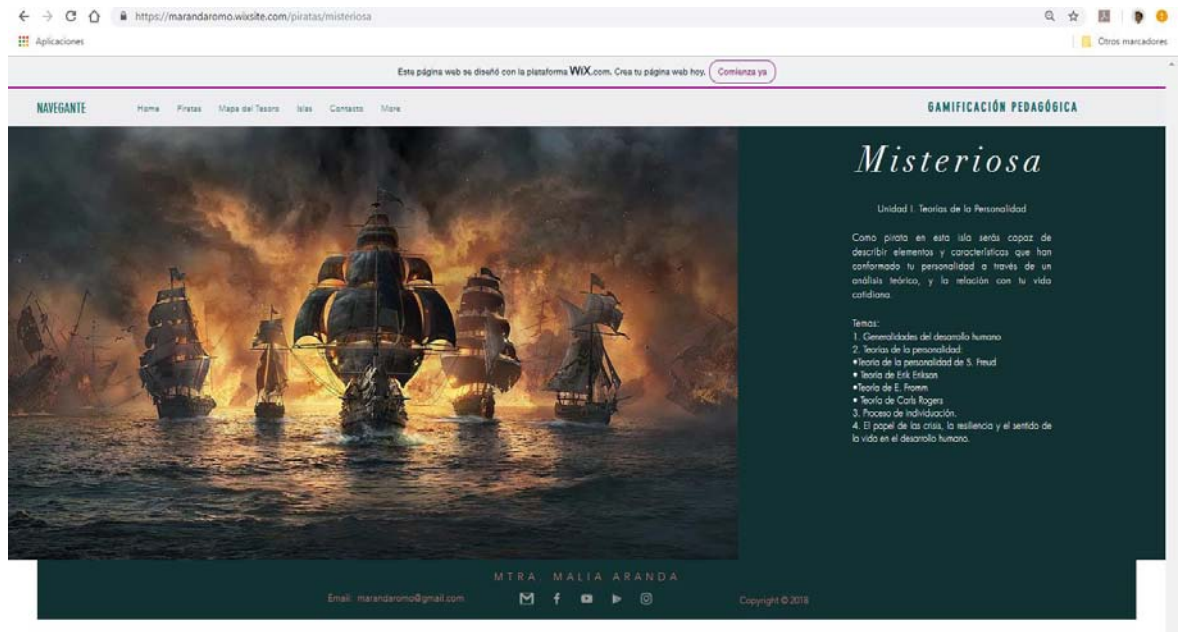 https://marandaromo.wixsite.com/piratas/misteriosa
Aplicaciones
Otros marcadores
Esta página web se diseñó con la plataforma WiX.com. Crea tu página web hoy. Comienza ya
NAVEGANTE Home Piratas Mapa del Tesoro Islas Contacto More GAMIFICACIÓN PEDAGÓGICA
Misteriosa
Unidad I. Teorías de la Personalidad
Como pirata en esta isla serás capaz de
describir elementos y características que han
conformado tu personalidad a través de un
análisis teórico, y la relación con tu vida
cotidiana.
Temas:
1. Generalidades del desarrollo humano
2. Teorías de la personalidad:
•Teoría de la personalidad de S. Freud
• Teoría de Erik Erikson
•Teoría de E. Fromm
• Teoría de Carls Rogers
3. Proceso de individuación.
4. El papel de las crisis, la resiliencia y el sentido de
la vida en el desarrollo humano.
MTRA. MALIA ARANDA
Email: marandaromo@gmail.com Copyright © 2018